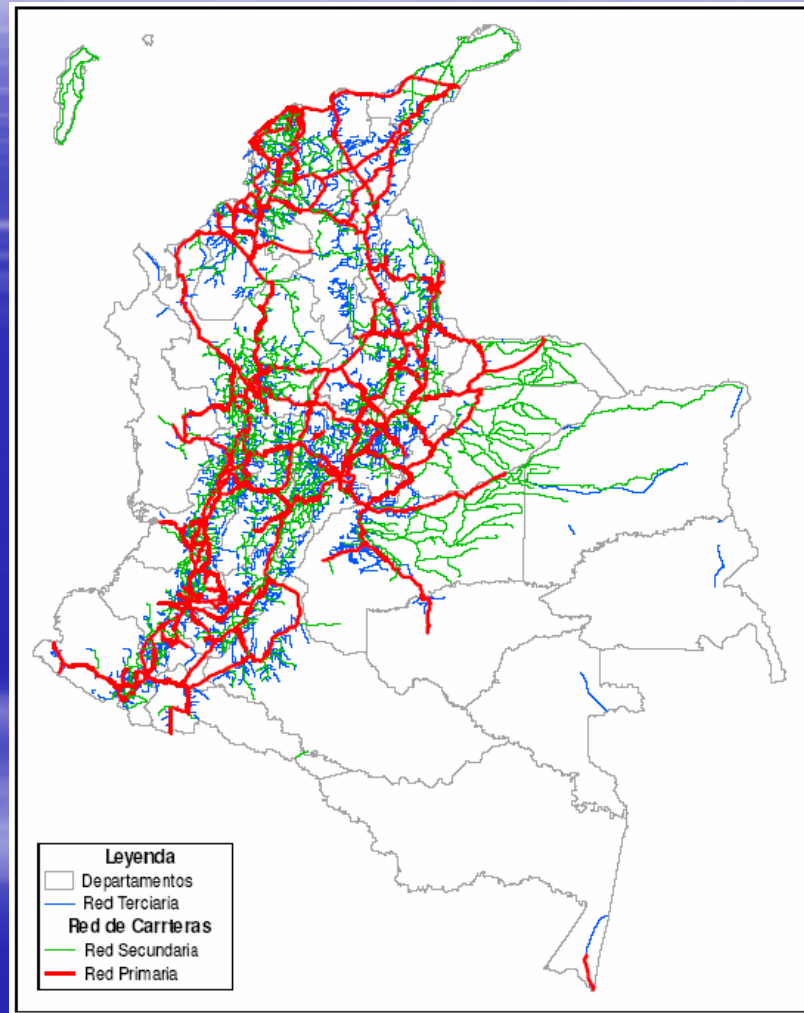 Leyenda
Departamentos
Red Terciaria
Red de Carrteras
Red Secundaria
Red Primaria